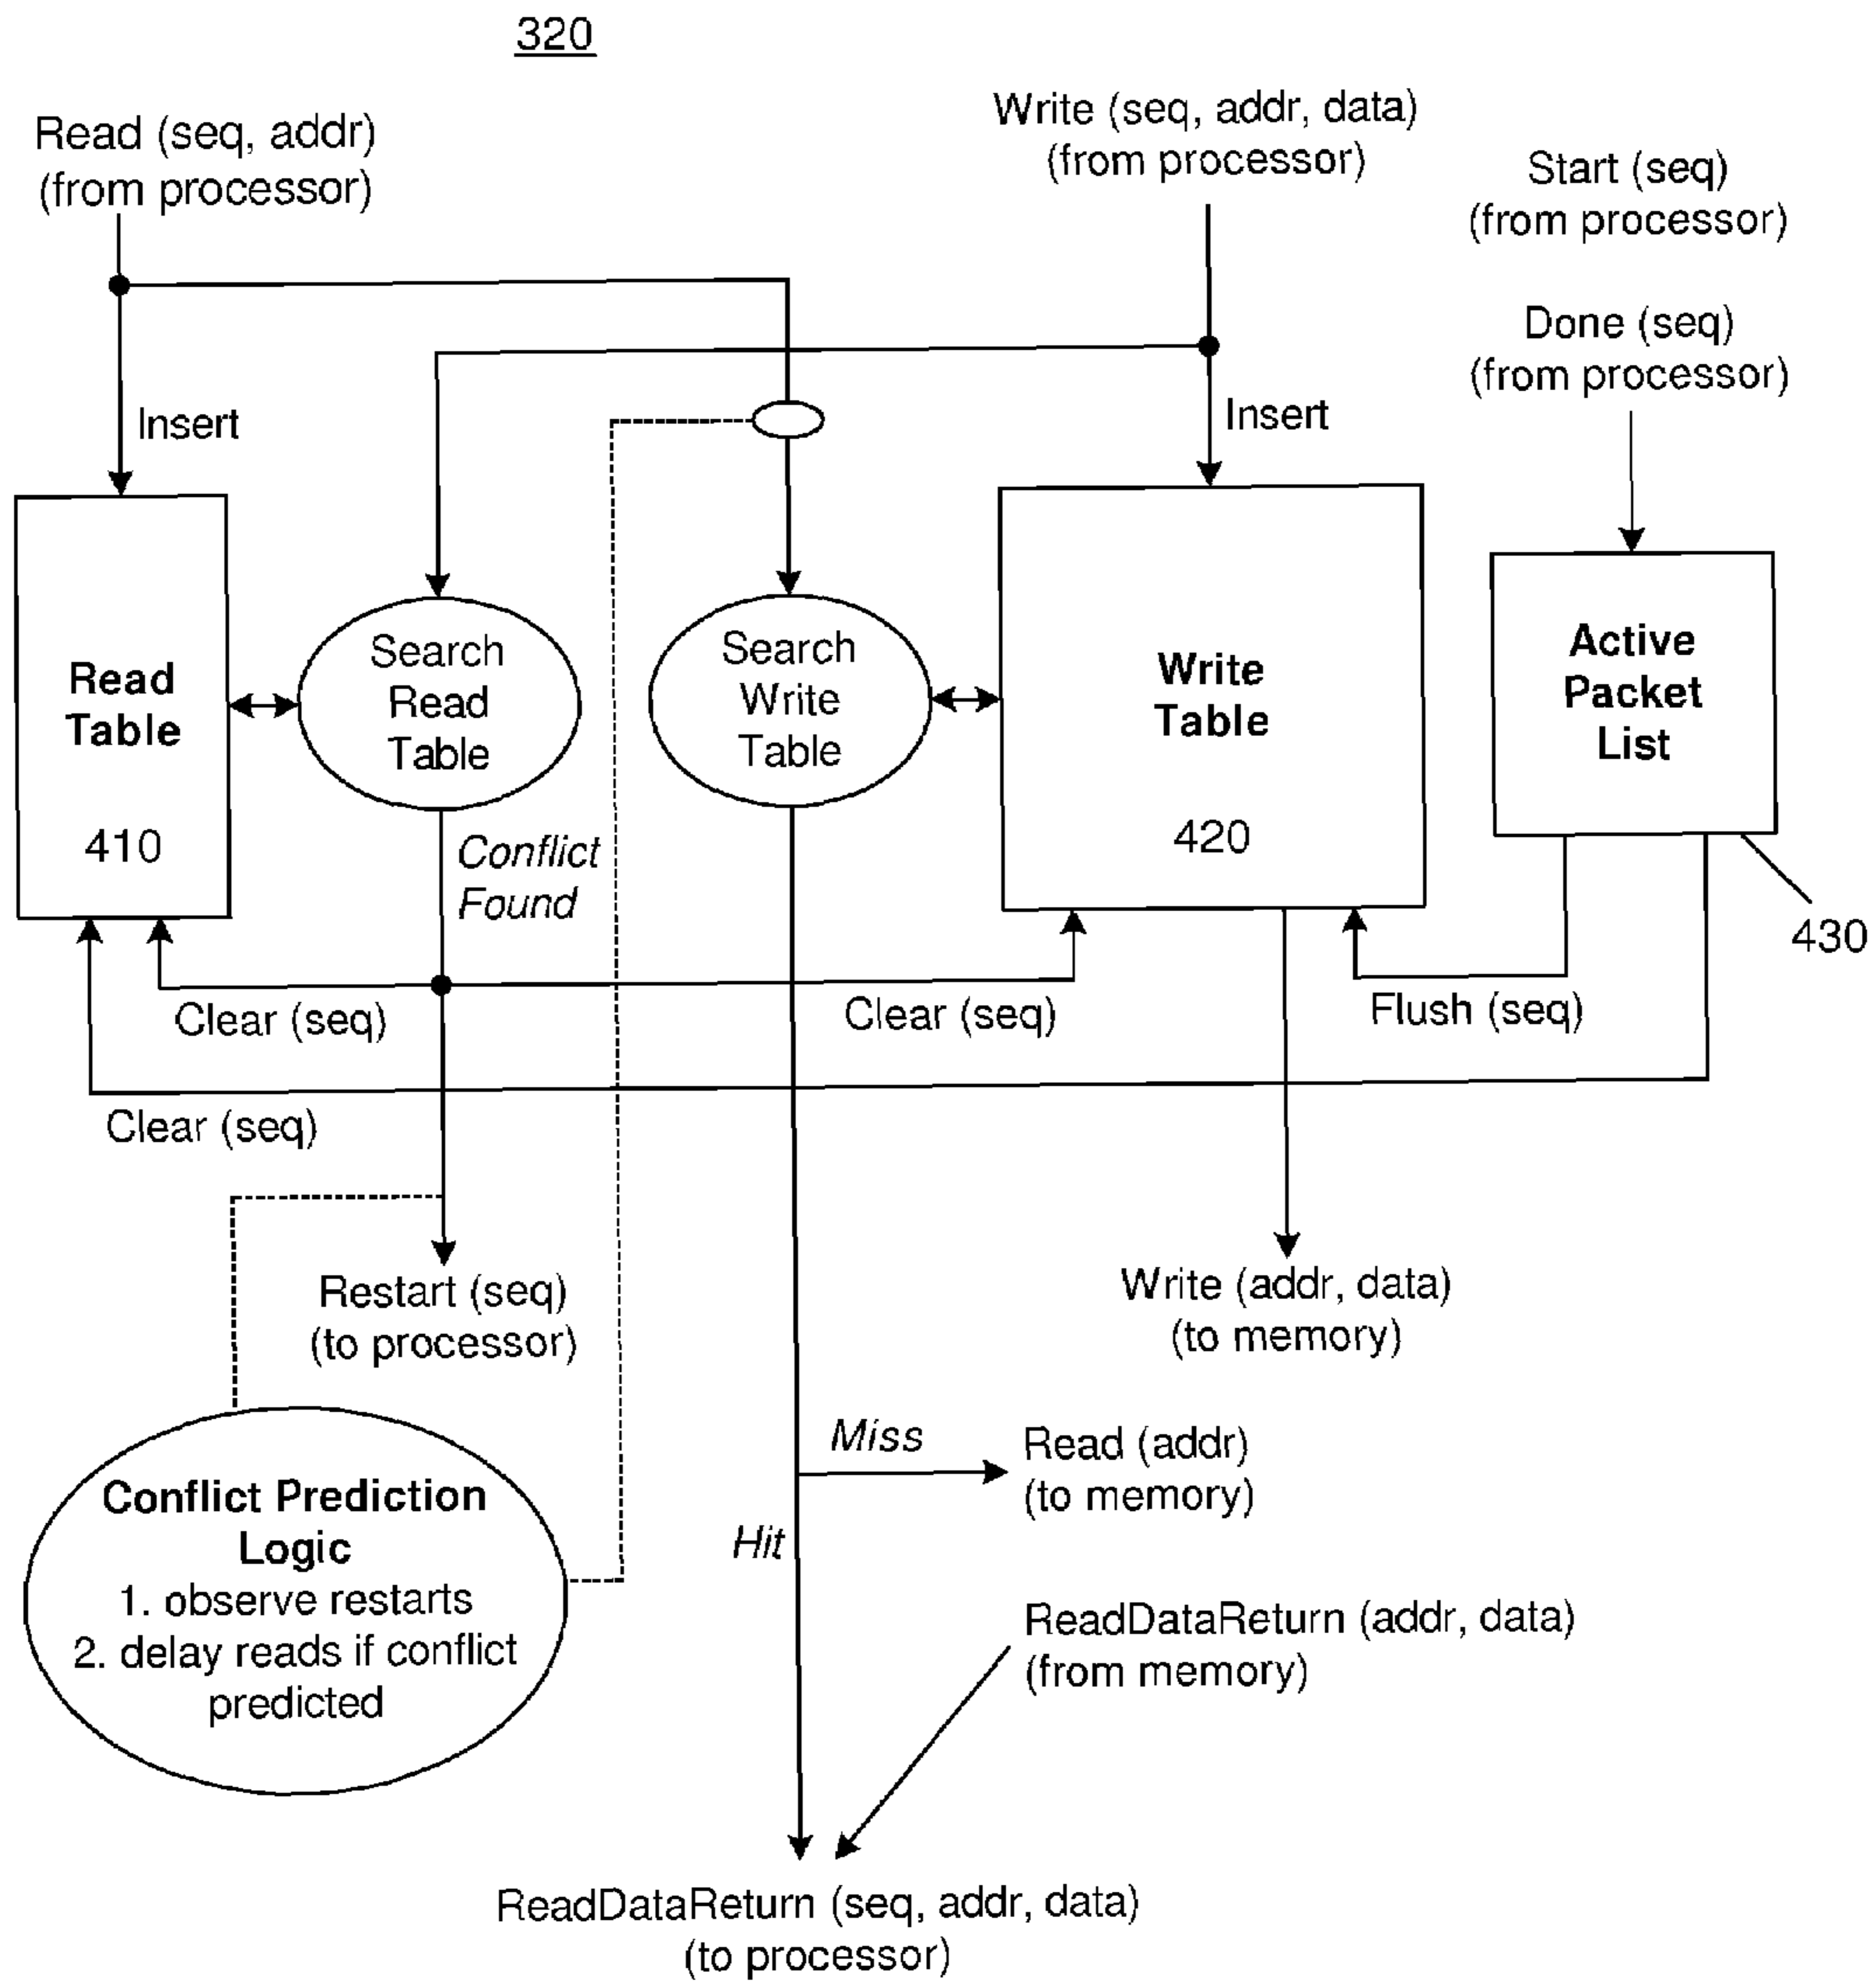 320
Read (seq, addr)
(from processor)
Write (seq, addr, data)
(from processor)
Start (seq)
(from processor)
Done (seq)
(from processor)
Insert
Insert
Read
Table
410
Search
Read
Table
Search
Write
Table
Write
Table
420
Active
Packet
List
430
Conflict
Found
Clear (seq)
Clear (seq)
Flush (seq)
Clear (seq)
Restart (seq)
(to processor)
Write (addr, data)
(to memory)
Miss
Read (addr)
(to memory)
Hit
Conflict Prediction
Logic
1. observe restarts
2. delay reads if conflict
predicted
ReadDataReturn (addr, data)
(from memory)
ReadDataReturn (seq, addr, data)
(to processor)